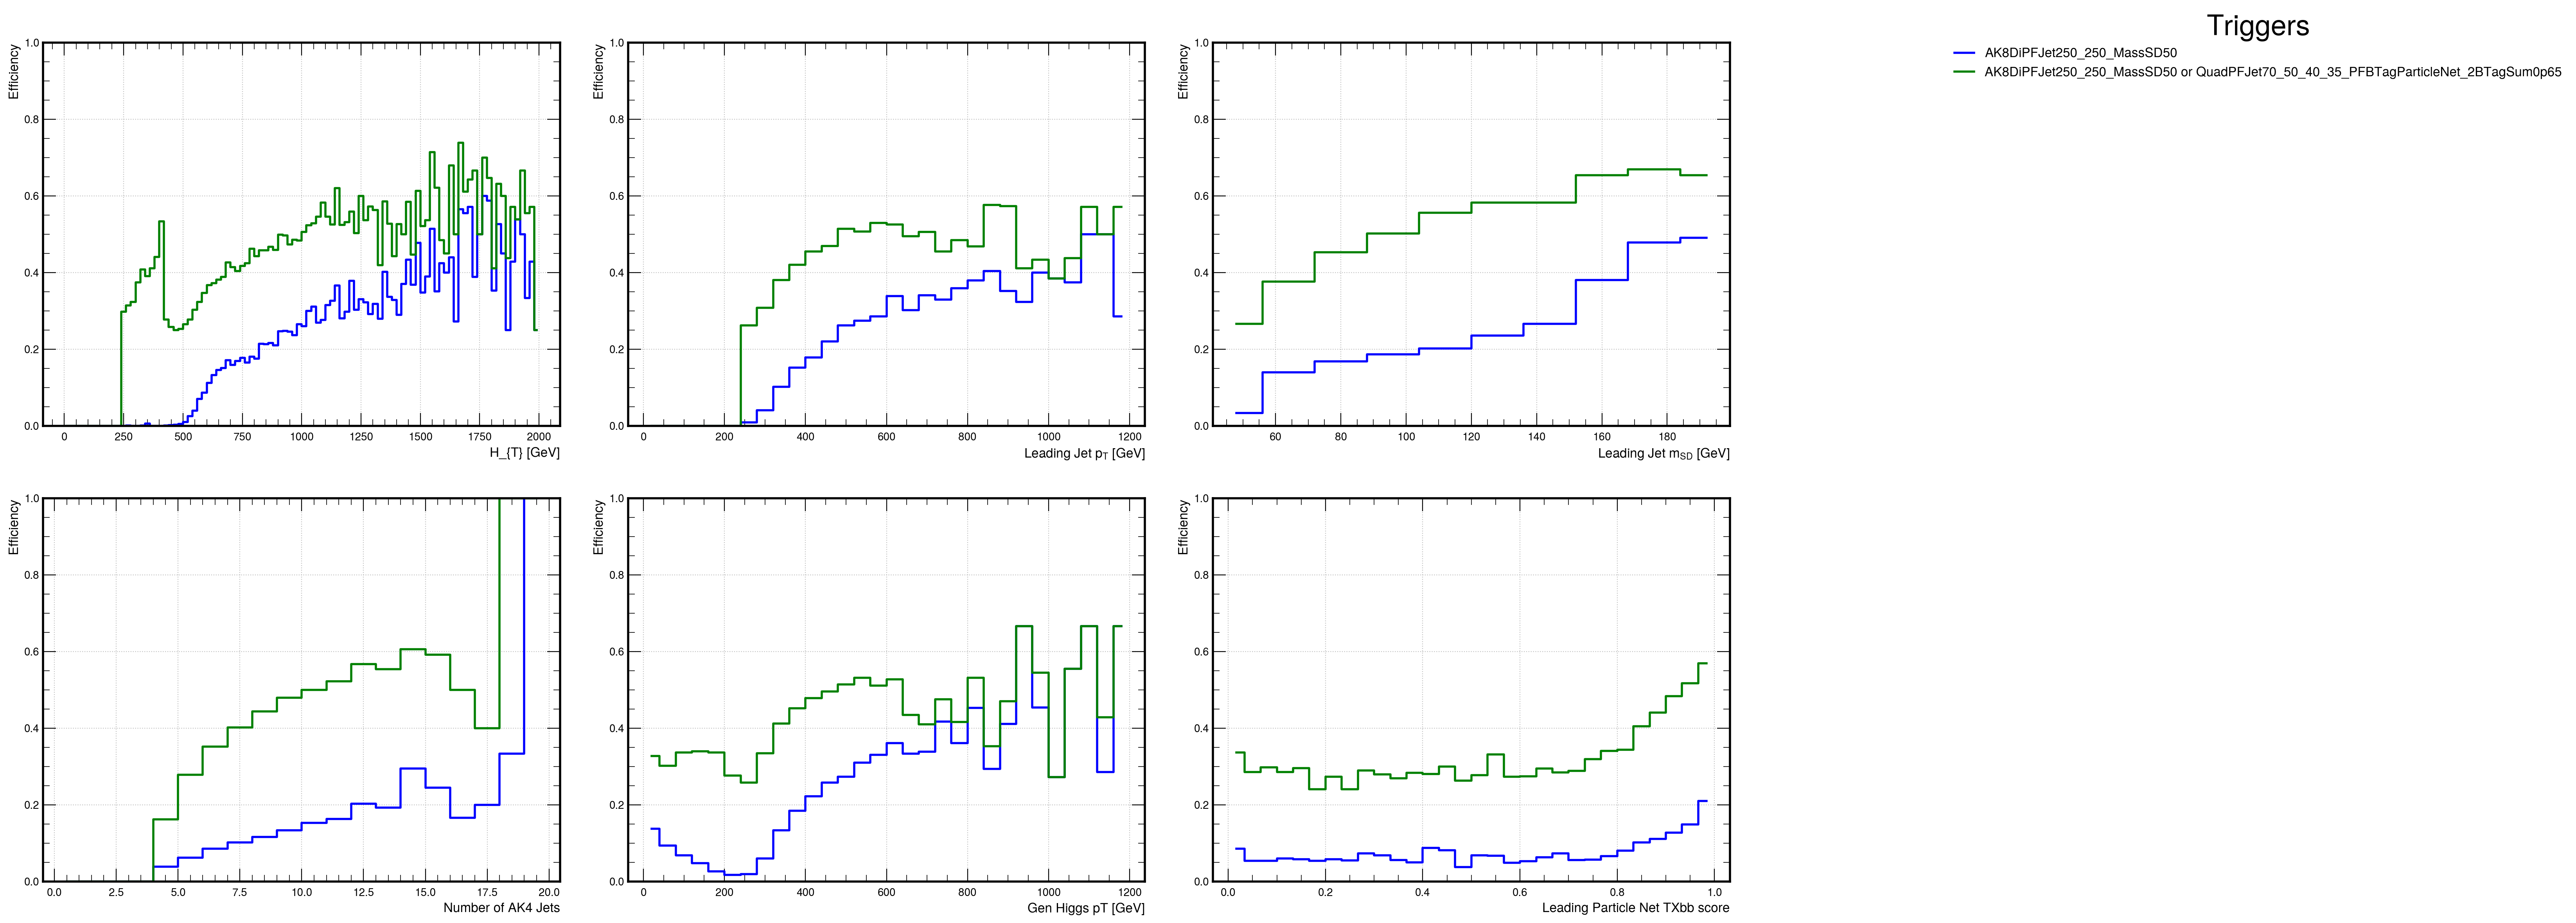 Triggers
AK8DiPFJet250_250_MassSD50
AK8DiPFJet250_250_MassSD50 or QuadPFJet70_50_40_35_PFBTagParticleNet_2BTagSum0p65
Efficiency
1.0
0.8
0.6
0.4
0.2
0.0
0 250 500 750 1000 1250 1500 1750 2000
H_{T} [GeV]
Efficiency
1.0
0.8
0.6
0.4
0.2
0.0
0 200 400 600 800 1000 1200
Leading Jet pT [GeV]
Efficiency
1.0
0.8
0.6
0.4
0.2
0.0
60 80 100 120 140 160 180
Leading Jet mSD [GeV]
Efficiency
1.0
0.8
0.6
0.4
0.2
0.0
0.0 2.5 5.0 7.5 10.0 12.5 15.0 17.5 20.0
Number of AK4 Jets
Efficiency
1.0
0.8
0.6
0.4
0.2
0.0
0 200 400 600 800 1000 1200
Gen Higgs pT [GeV]
Efficiency
1.0
0.8
0.6
0.4
0.2
0.0
0.0 0.2 0.4 0.6 0.8 1.0
Leading Particle Net TXbb score